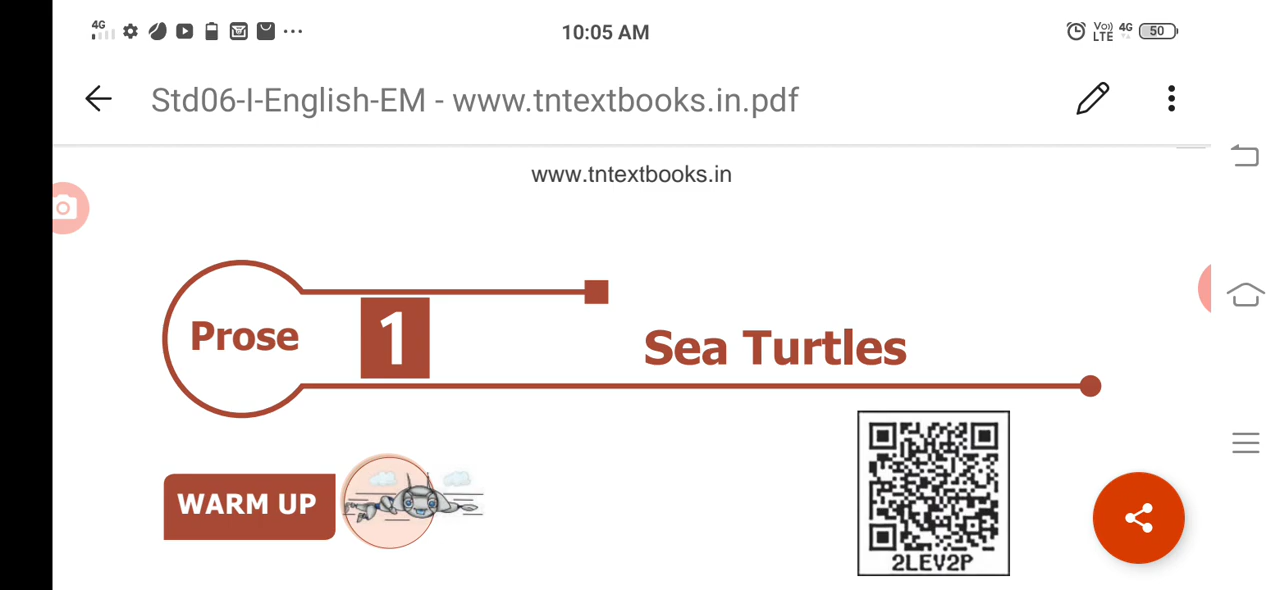 4G 10:05 AM Vo)) LTE 4G 50
Std06-I-English-EM - www.tntextbooks.in.pdf
www.tntextbooks.in
Prose 1 Sea Turtles
WARM UP
2LEV2P